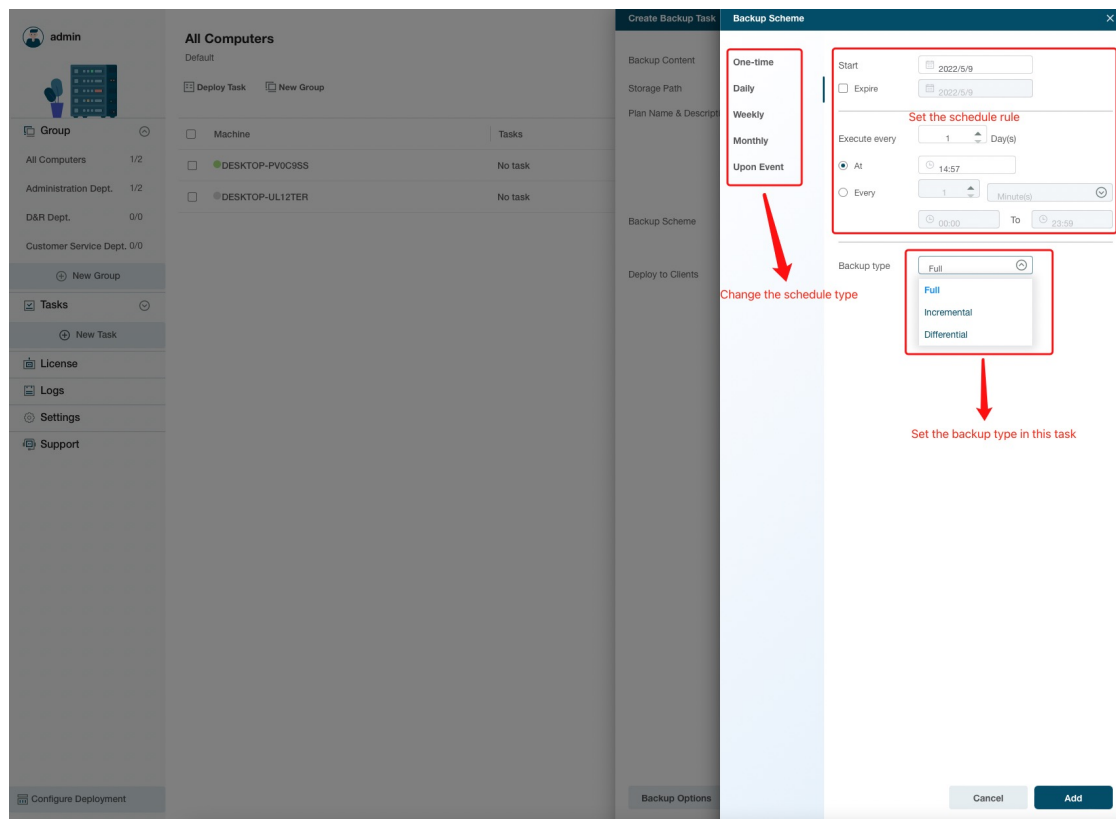 admin
Group
All Computers 1/2
Administration Dept. 1/2
D&R Dept. 0/0
Customer Service Dept. 0/0
New Group
Tasks
New Task
License
Logs
Settings
Support
Configure Deployment
All Computers
Default
Deploy Task New Group
Machine Tasks
DESKTOP-PV0C9SS No task
DESKTOP-UL12TER No task
Create Backup Task
Backup Content
Storage Path
Plan Name & Descripti
Backup Scheme
Deploy to Clients
Backup Options
Backup Scheme
One-time
Daily
Weekly
Monthly
Upon Event
Change the schedule type
Start 2022/5/9
Expire 2022/5/9
Set the schedule rule
Execute every 1 Day(s)
At 14:57
Every 1 Minute(s)
00:00 To 23:59
Backup type Full
Full
Incremental
Differential
Set the backup type in this task
Cancel Add